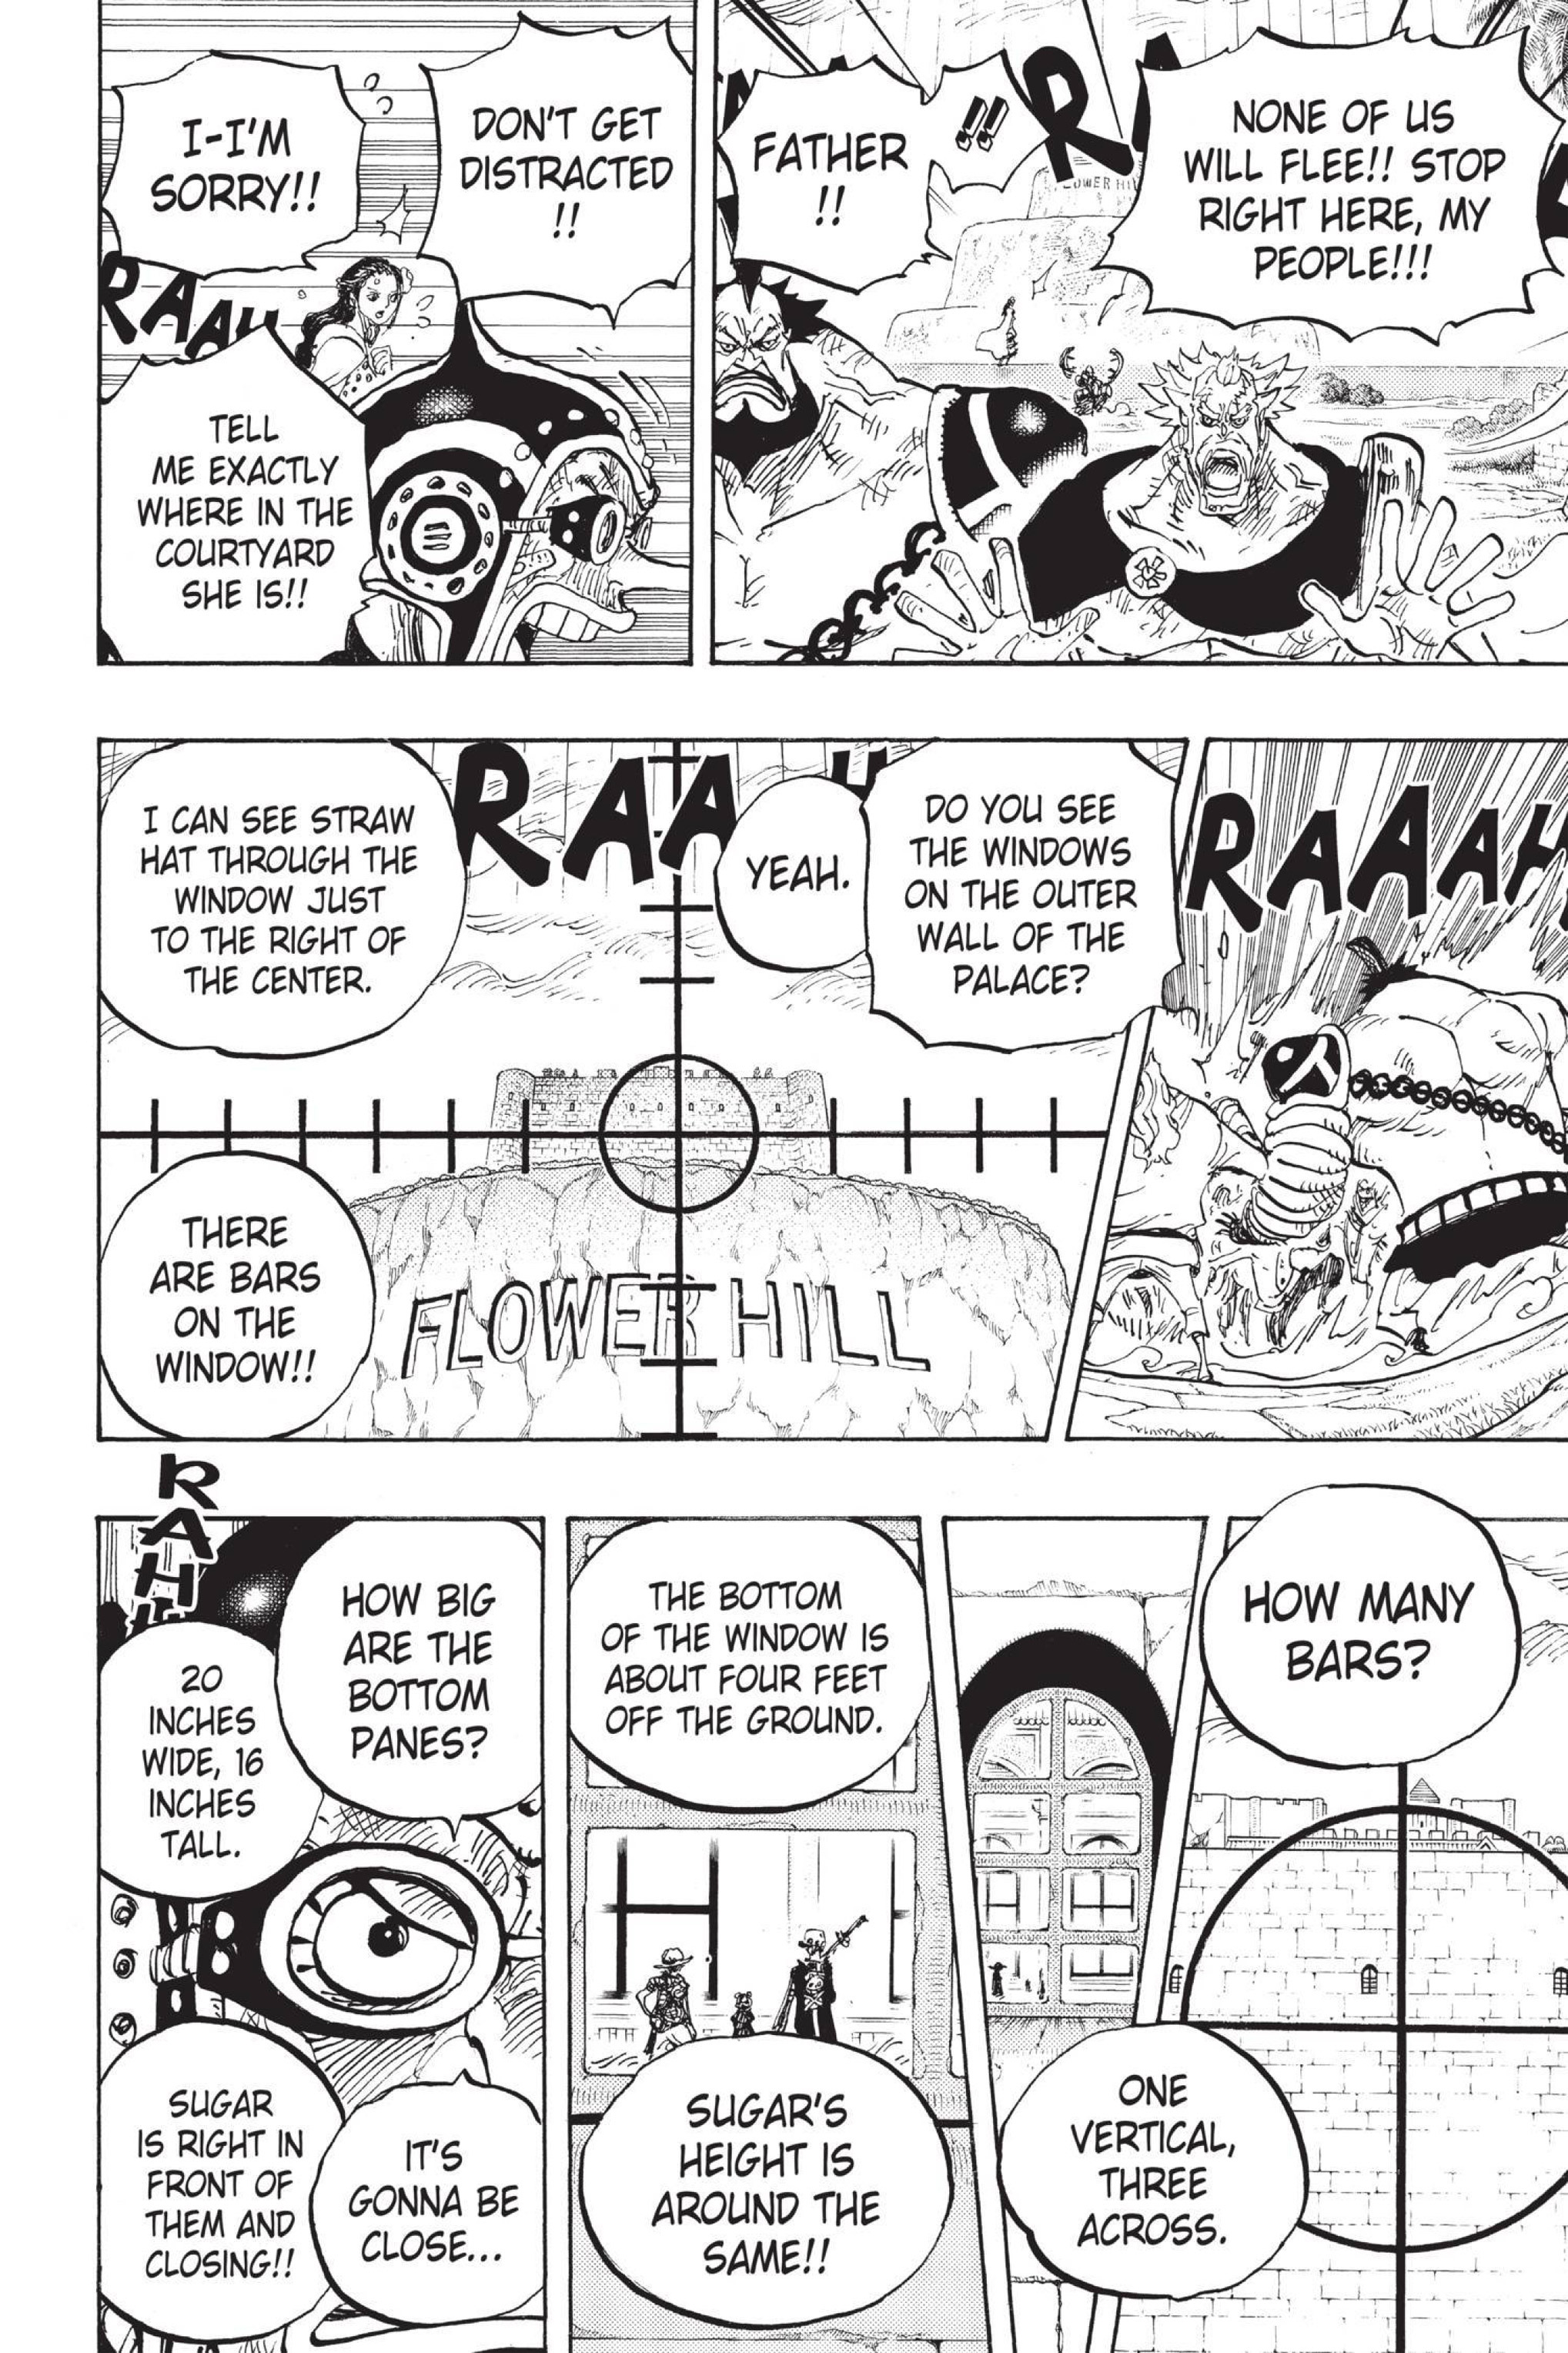 NONE OF US
WILL FLEE!! STOP
RIGHT HERE, MY
PEOPLE!!!
!!!
FATHER
!!
DON'T GET
DISTRACTED
!!
I-I'M
SORRY!!
RAAH
TELL
ME EXACTLY
WHERE IN THE
COURTYARD
SHE IS!!
RAAAH
DO YOU SEE
THE WINDOWS
ON THE OUTER
WALL OF THE
PALACE?
YEAH.
RAA H
I CAN SEE STRAW
HAT THROUGH THE
WINDOW JUST
TO THE RIGHT OF
THE CENTER.
THERE
ARE BARS
ON THE
WINDOW!!
FLOWER HILL
HOW MANY
BARS?
ONE
VERTICAL,
THREE
ACROSS.
THE BOTTOM
OF THE WINDOW IS
ABOUT FOUR FEET
OFF THE GROUND.
SUGAR'S
HEIGHT IS
AROUND THE
SAME!!
RAH
HOW BIG
ARE THE
BOTTOM
PANES?
20
INCHES
WIDE, 16
INCHES
TALL.
IT'S
GONNA BE
CLOSE...
SUGAR
IS RIGHT IN
FRONT OF
THEM AND
CLOSING!!